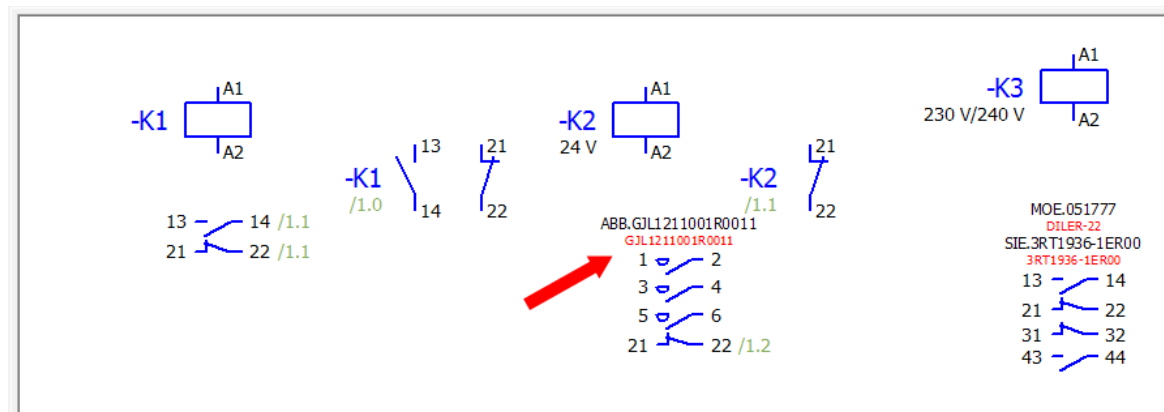 A1
-K1
A2
13 14 /1.1
21 22 /1.1
-K1
/1.0
13
14
21
22
A1
-K2
24 V
A2
ABB.GJL1211001R0011
GJL1211001R0011
1 2
3 4
5 6
21 22 /1.2
-K2
/1.1
21
22
A1
-K3
230 V/240 V
A2
MOE.051777
DILER-22
SIE.3RT1936-1ER00
3RT1936-1ER00
13 14
21 22
31 32
43 44